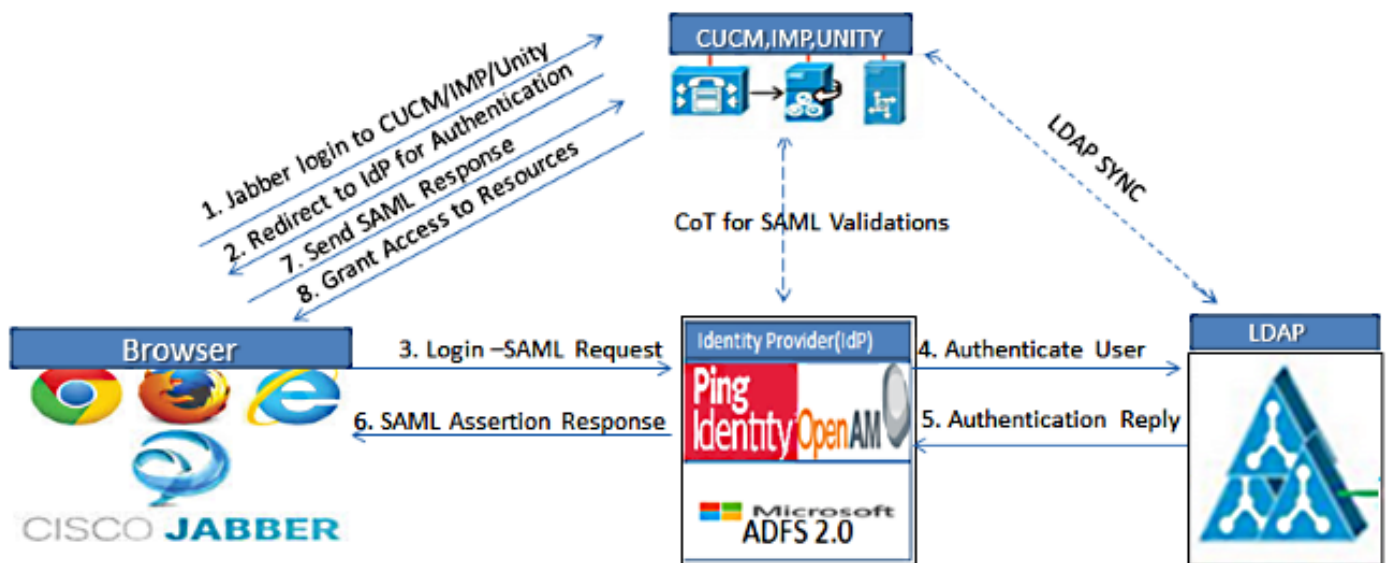 CUCM,IMP,UNITY
1. Jabber login to CUCM/IMP/Unity
2. Redirect to IdP for Authentication
7. Send SAML Response
8. Grant Access to Resources
LDAP SYNC
CoT for SAML Validations
Browser
3. Login –SAML Request
6. SAML Assertion Response
CISCO JABBER
Identity Provider(IdP)
Ping
Identity
OpenAM
Microsoft
ADFS 2.0
4. Authenticate User
5. Authentication Reply
LDAP